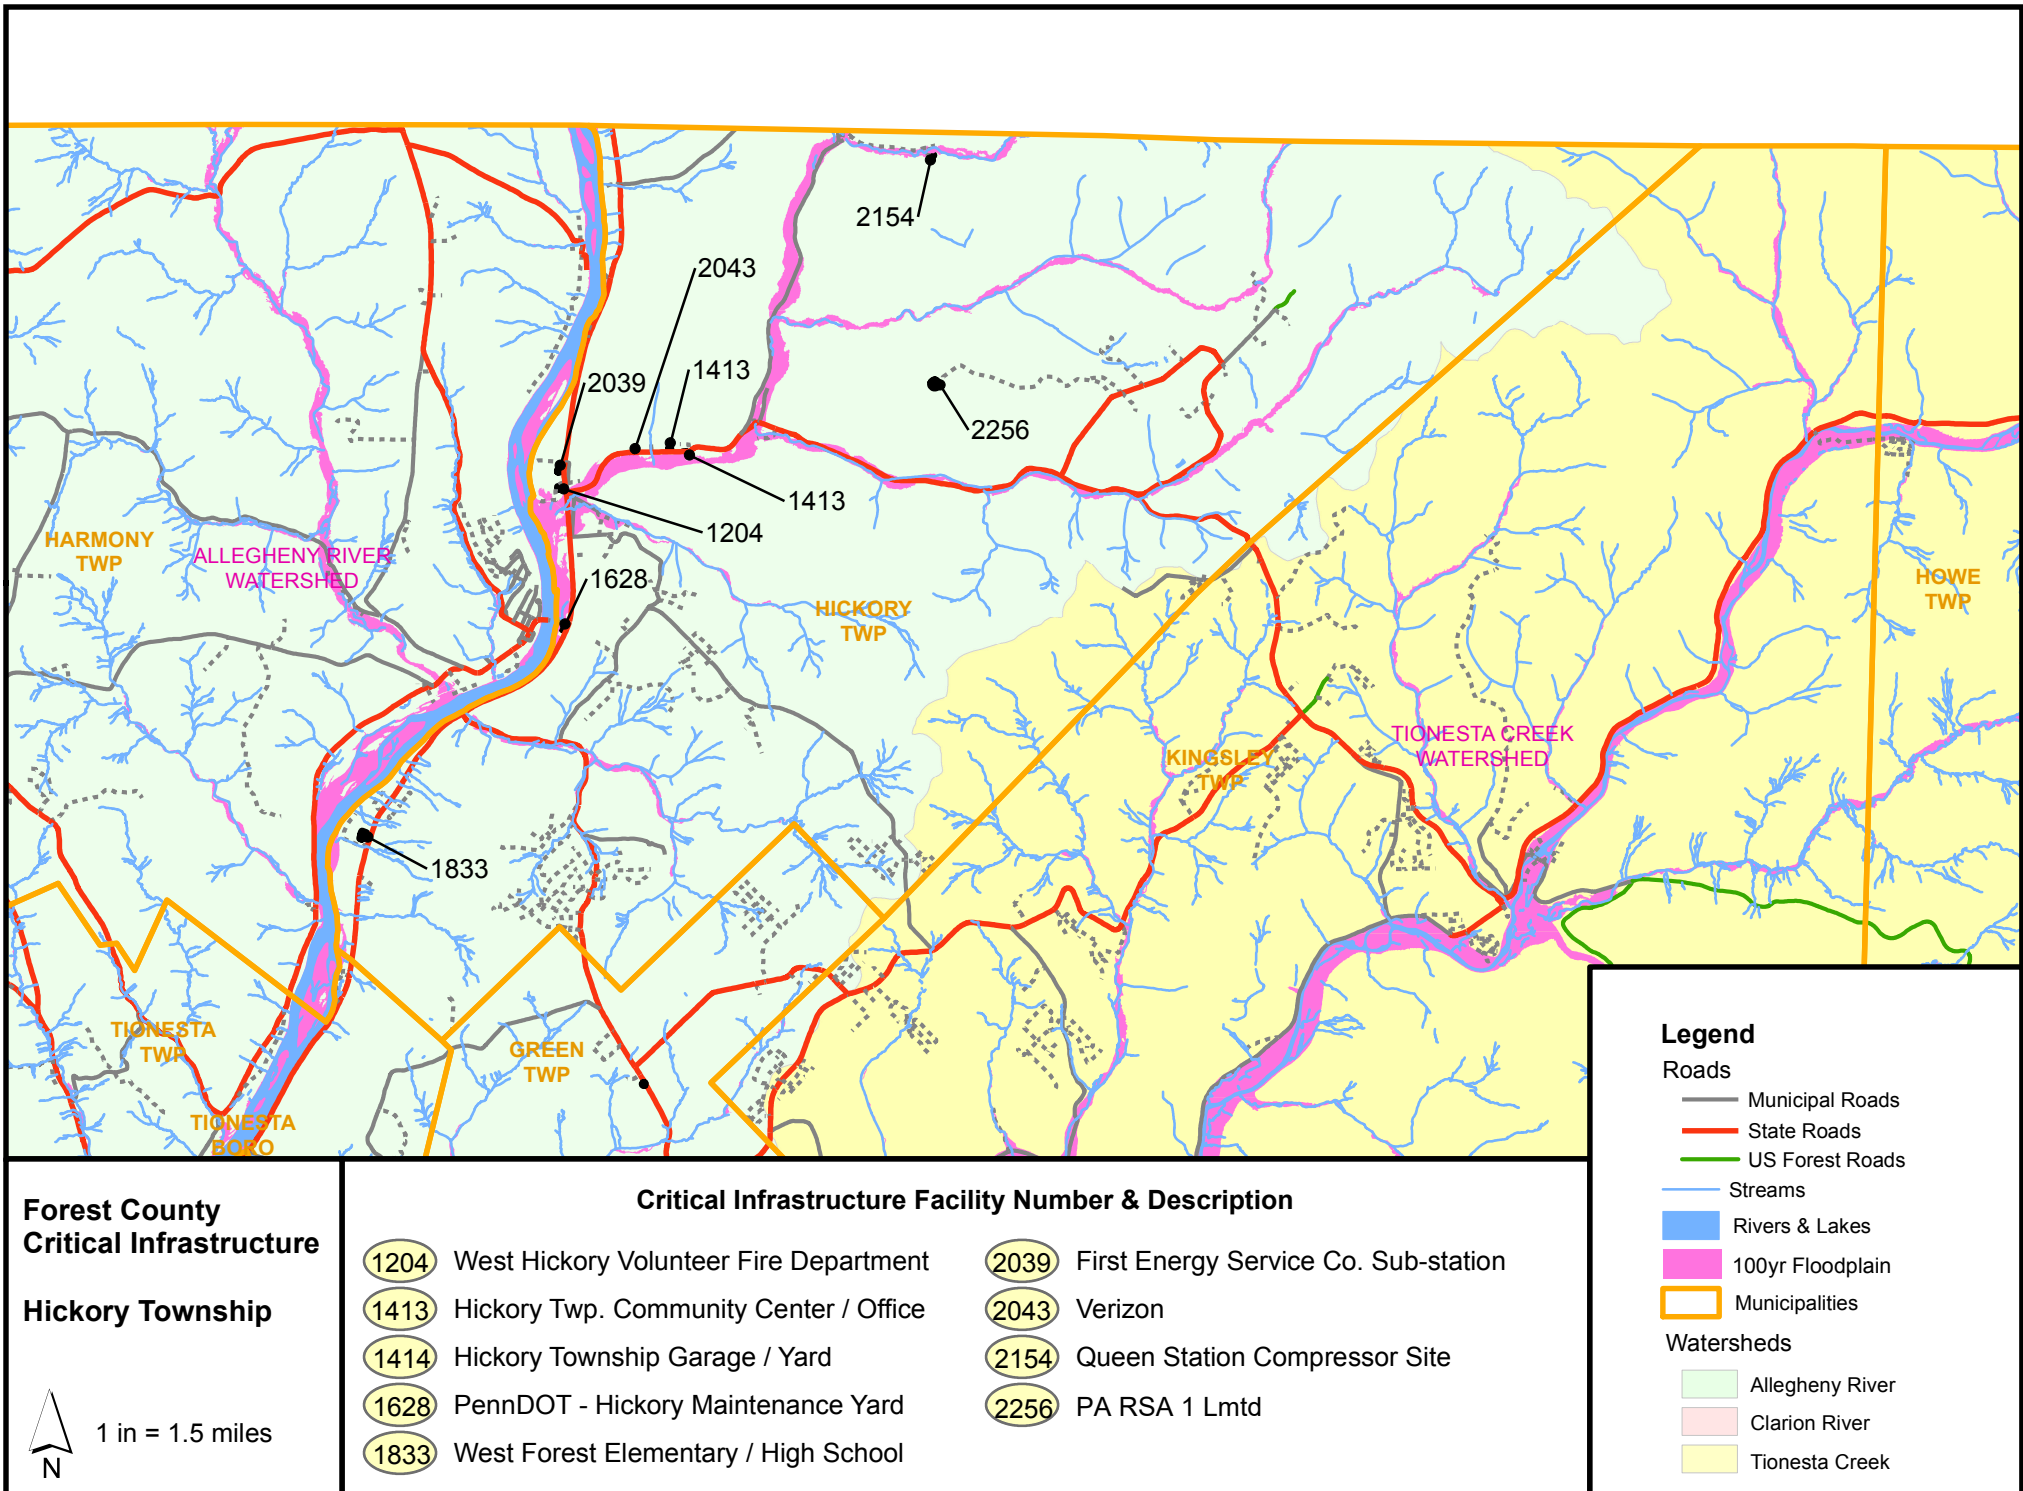 2154
2043
1413
2039
2256
1413
1204
HARMONY
TWP
ALLEGHENY RIVER
WATERSHED
1628
HICKORY
TWP
HOWE
TWP
TIONESTA CREEK
WATERSHED
KINGSLEY
TWP
1833
TIONESTA
TWP
GREEN
TWP
TIONESTA
BORO
Forest County
Critical Infrastructure
Hickory Township
1 in = 1.5 miles
N
Critical Infrastructure Facility Number & Description
1204 West Hickory Volunteer Fire Department
1413 Hickory Twp. Community Center / Office
1414 Hickory Township Garage / Yard
1628 PennDOT - Hickory Maintenance Yard
1833 West Forest Elementary / High School
2039 First Energy Service Co. Sub-station
2043 Verizon
2154 Queen Station Compressor Site
2256 PA RSA 1 Lmtd
Legend
Roads
Municipal Roads
State Roads
US Forest Roads
Streams
Rivers & Lakes
100yr Floodplain
Municipalities
Watersheds
Allegheny River
Clarion River
Tionesta Creek